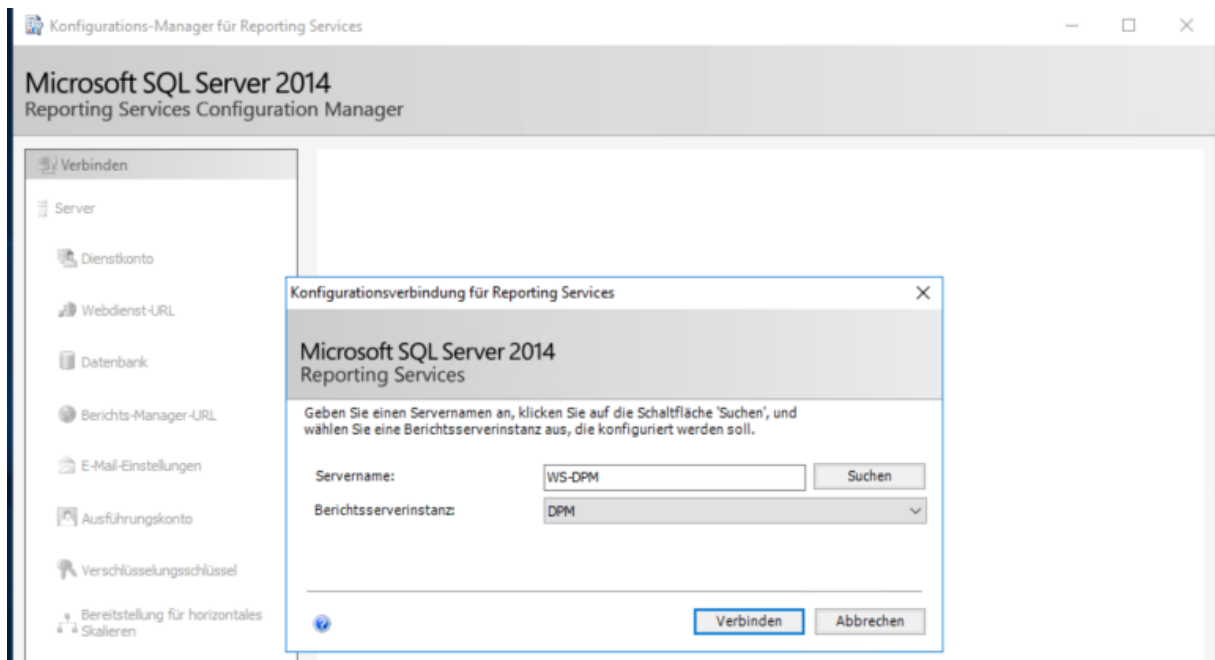 Konfigurations-Manager für Reporting Services
Microsoft SQL Server 2014
Reporting Services Configuration Manager
Verbinden
Server
Dienstkonto
Webdienst-URL
Datenbank
Berichts-Manager-URL
E-Mail-Einstellungen
Ausführungskonto
Verschlüsselungsschlüssel
Bereitstellung für horizontales
Skalieren
Konfigurationsverbindung für Reporting Services
Microsoft SQL Server 2014
Reporting Services
Geben Sie einen Servernamen an, klicken Sie auf die Schaltfläche 'Suchen', und
wählen Sie eine Berichtsserverinstanz aus, die konfiguriert werden soll.
Servername: WS-DPM Suchen
Berichtsserverinstanz: DPM
Verbinden Abbrechen